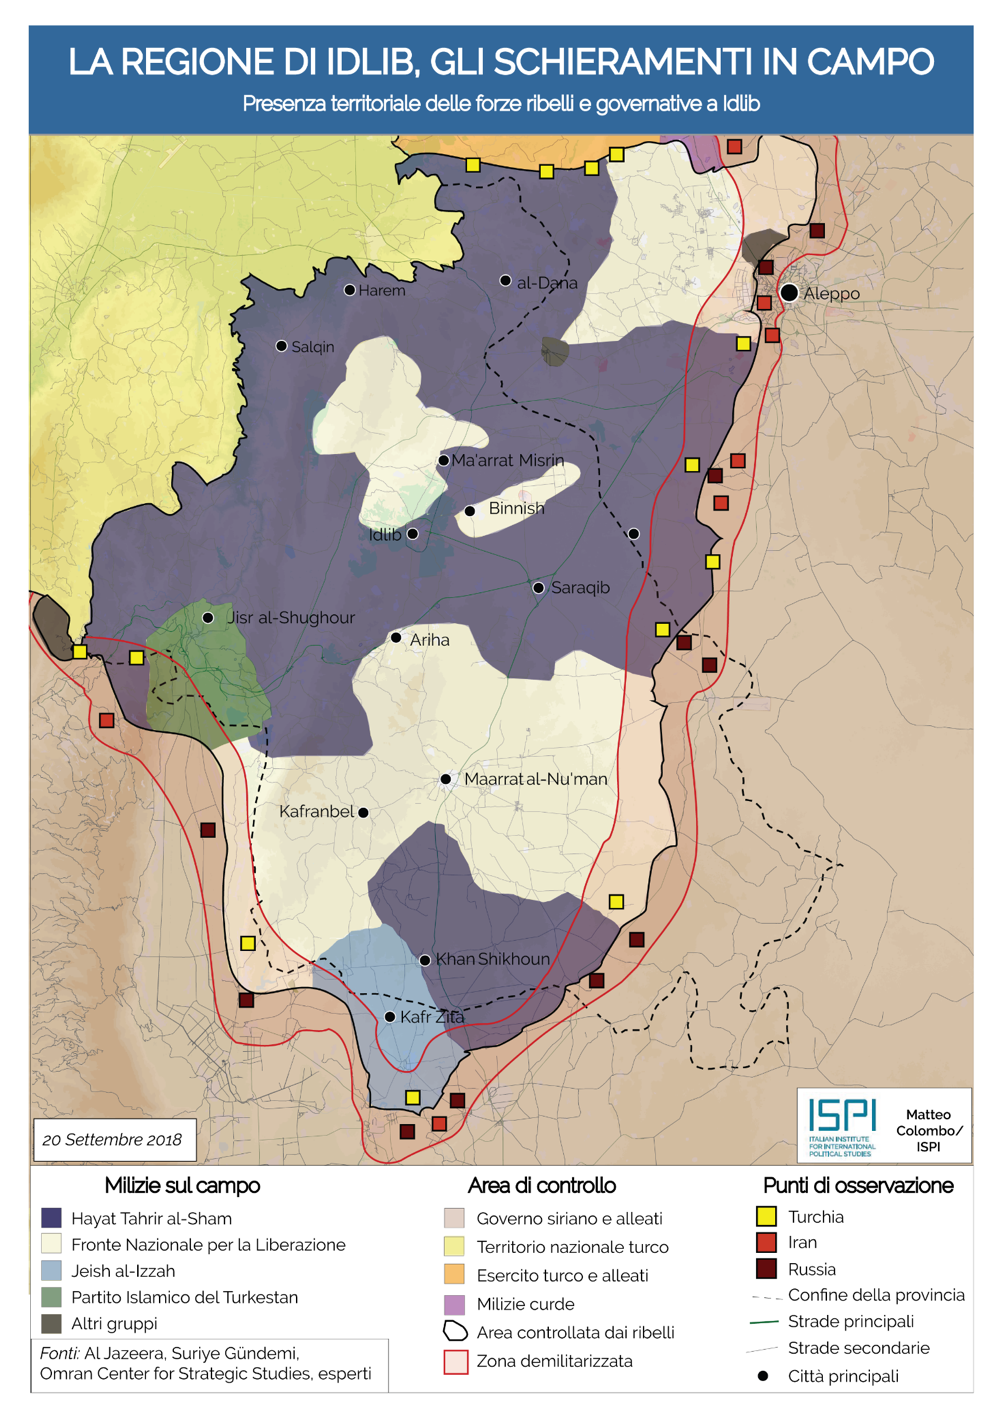 LA REGIONE DI IDLIB, GLI SCHIERAMENTI IN CAMPO
Presenza territoriale delle forze ribelli e governative a Idlib
Harem
al-Dana
Aleppo
Salqin
Ma'arrat Misrin
Binnish
Idlib
Saraqib
Jisr al-Shughour
Ariha
Maarrat al-Nu'man
Kafranbel
Khan Shikhoun
Kafr Zita
20 Settembre 2018
ISPI
ITALIAN INSTITUTE
FOR INTERNATIONAL
POLITICAL STUDIES
Matteo
Colombo/
ISPI
Milizie sul campo
Hayat Tahrir al-Sham
Fronte Nazionale per la Liberazione
Jeish al-Izzah
Partito Islamico del Turkestan
Altri gruppi
Fonti: Al Jazeera, Suriye Gündemi,
Omran Center for Strategic Studies, esperti
Area di controllo
Governo siriano e alleati
Territorio nazionale turco
Esercito turco e alleati
Milizie curde
Area controllata dai ribelli
Zona demilitarizzata
Punti di osservazione
Turchia
Iran
Russia
Confine della provincia
Strade principali
Strade secondarie
Città principali